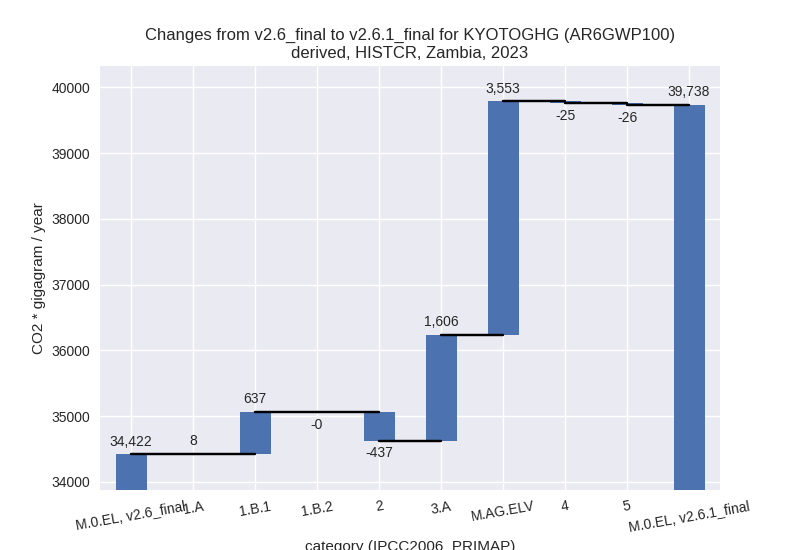 Changes from v2.6_final to v2.6.1_final for KYOTOGHG (AR6GWP100)
derived, HISTCR, Zambia, 2023
CO2 * gigagram / year
40000
39000
38000
37000
36000
35000
34000
34,422
8
637
-0
-437
1,606
3,553
-25
-26
39,738
M.0.EL, v2.6_final
1.A
1.B.1
1.B.2
2
3.A
M.AG.ELV
4
5
M.0.EL, v2.6.1_final
category (IPCC2006_PRIMAP)